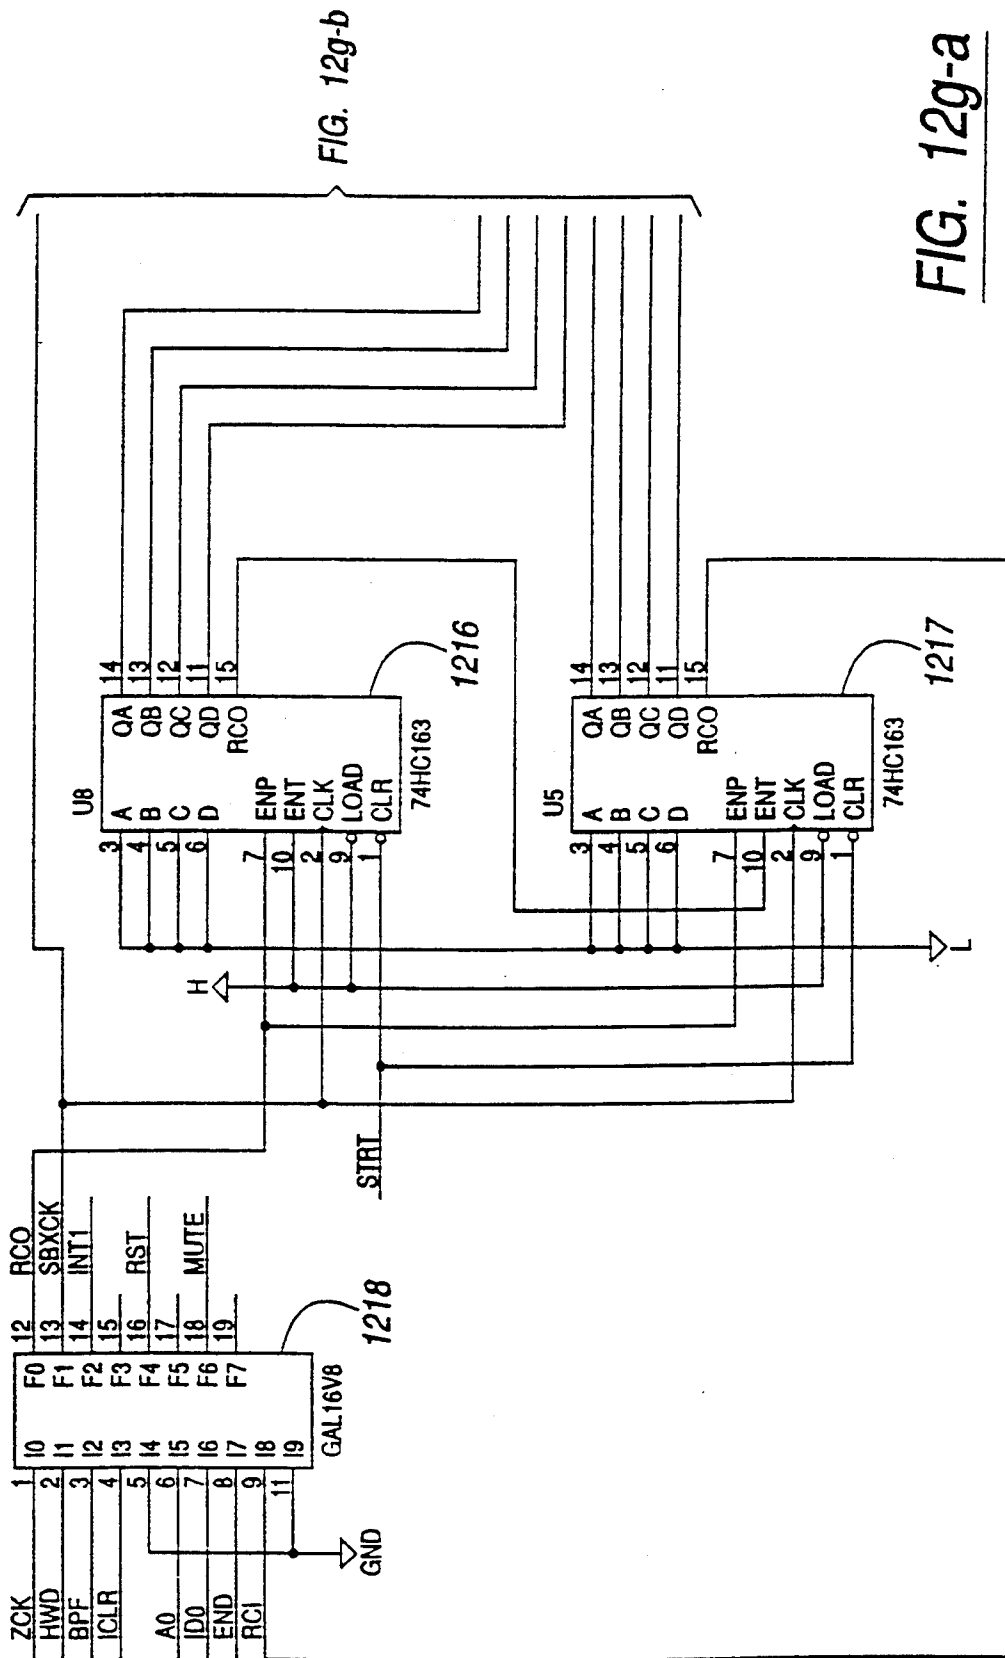 ZCK 1 I0 F0 12 RCO
HWD 2 I1 F1 13 SBXCK
BPF 3 I2 F2 14 INT1
ICLR 4 I3 F3 15
5 I4 F4 16 RST
A0 6 I5 F5 17
ID0 7 I6 F6 18 MUTE
END 8 I7 F7 19
RCI 9 I8
11 I9
GAL16V8
1218
GND
STRT
H
L
U8
3 A QA 14
4 B QB 13
5 C QC 12
6 D QD 11
RCO 15
7 ENP
10 ENT
2 CLK
9 LOAD
1 CLR
74HC163
1216
U5
3 A QA 14
4 B QB 13
5 C QC 12
6 D QD 11
RCO 15
7 ENP
10 ENT
2 CLK
9 LOAD
1 CLR
74HC163
1217
FIG. 12g-b
FIG. 12g-a